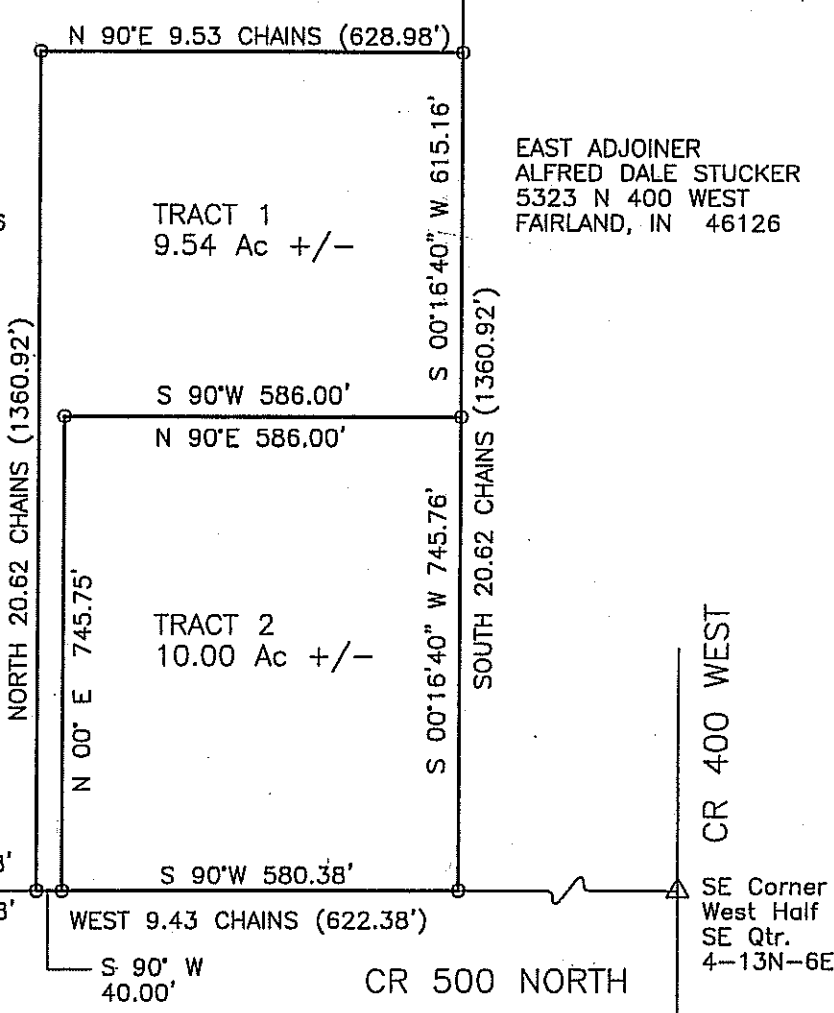 N 90°E 9.53 CHAINS (628.98')
S 00°16'40" W 615.16'
EAST ADJOINER
ALFRED DALE STUCKER
5323 N 400 WEST
FAIRLAND, IN 46126
TRACT 1
9.54 Ac +/-
NORTH 20.62 CHAINS (1360.92')
SOUTH 20.62 CHAINS (1360.92')
S 90°W 586.00'
N 90°E 586.00'
N 00° E 745.75'
TRACT 2
10.00 Ac +/-
S 00°16'40" W 745.76'
CR 400 WEST
S 90°W 580.38'
WEST 9.43 CHAINS (622.38')
S 90° W
40.00'
CR 500 NORTH
SE Corner
West Half
SE Qtr.
4-13N-6E